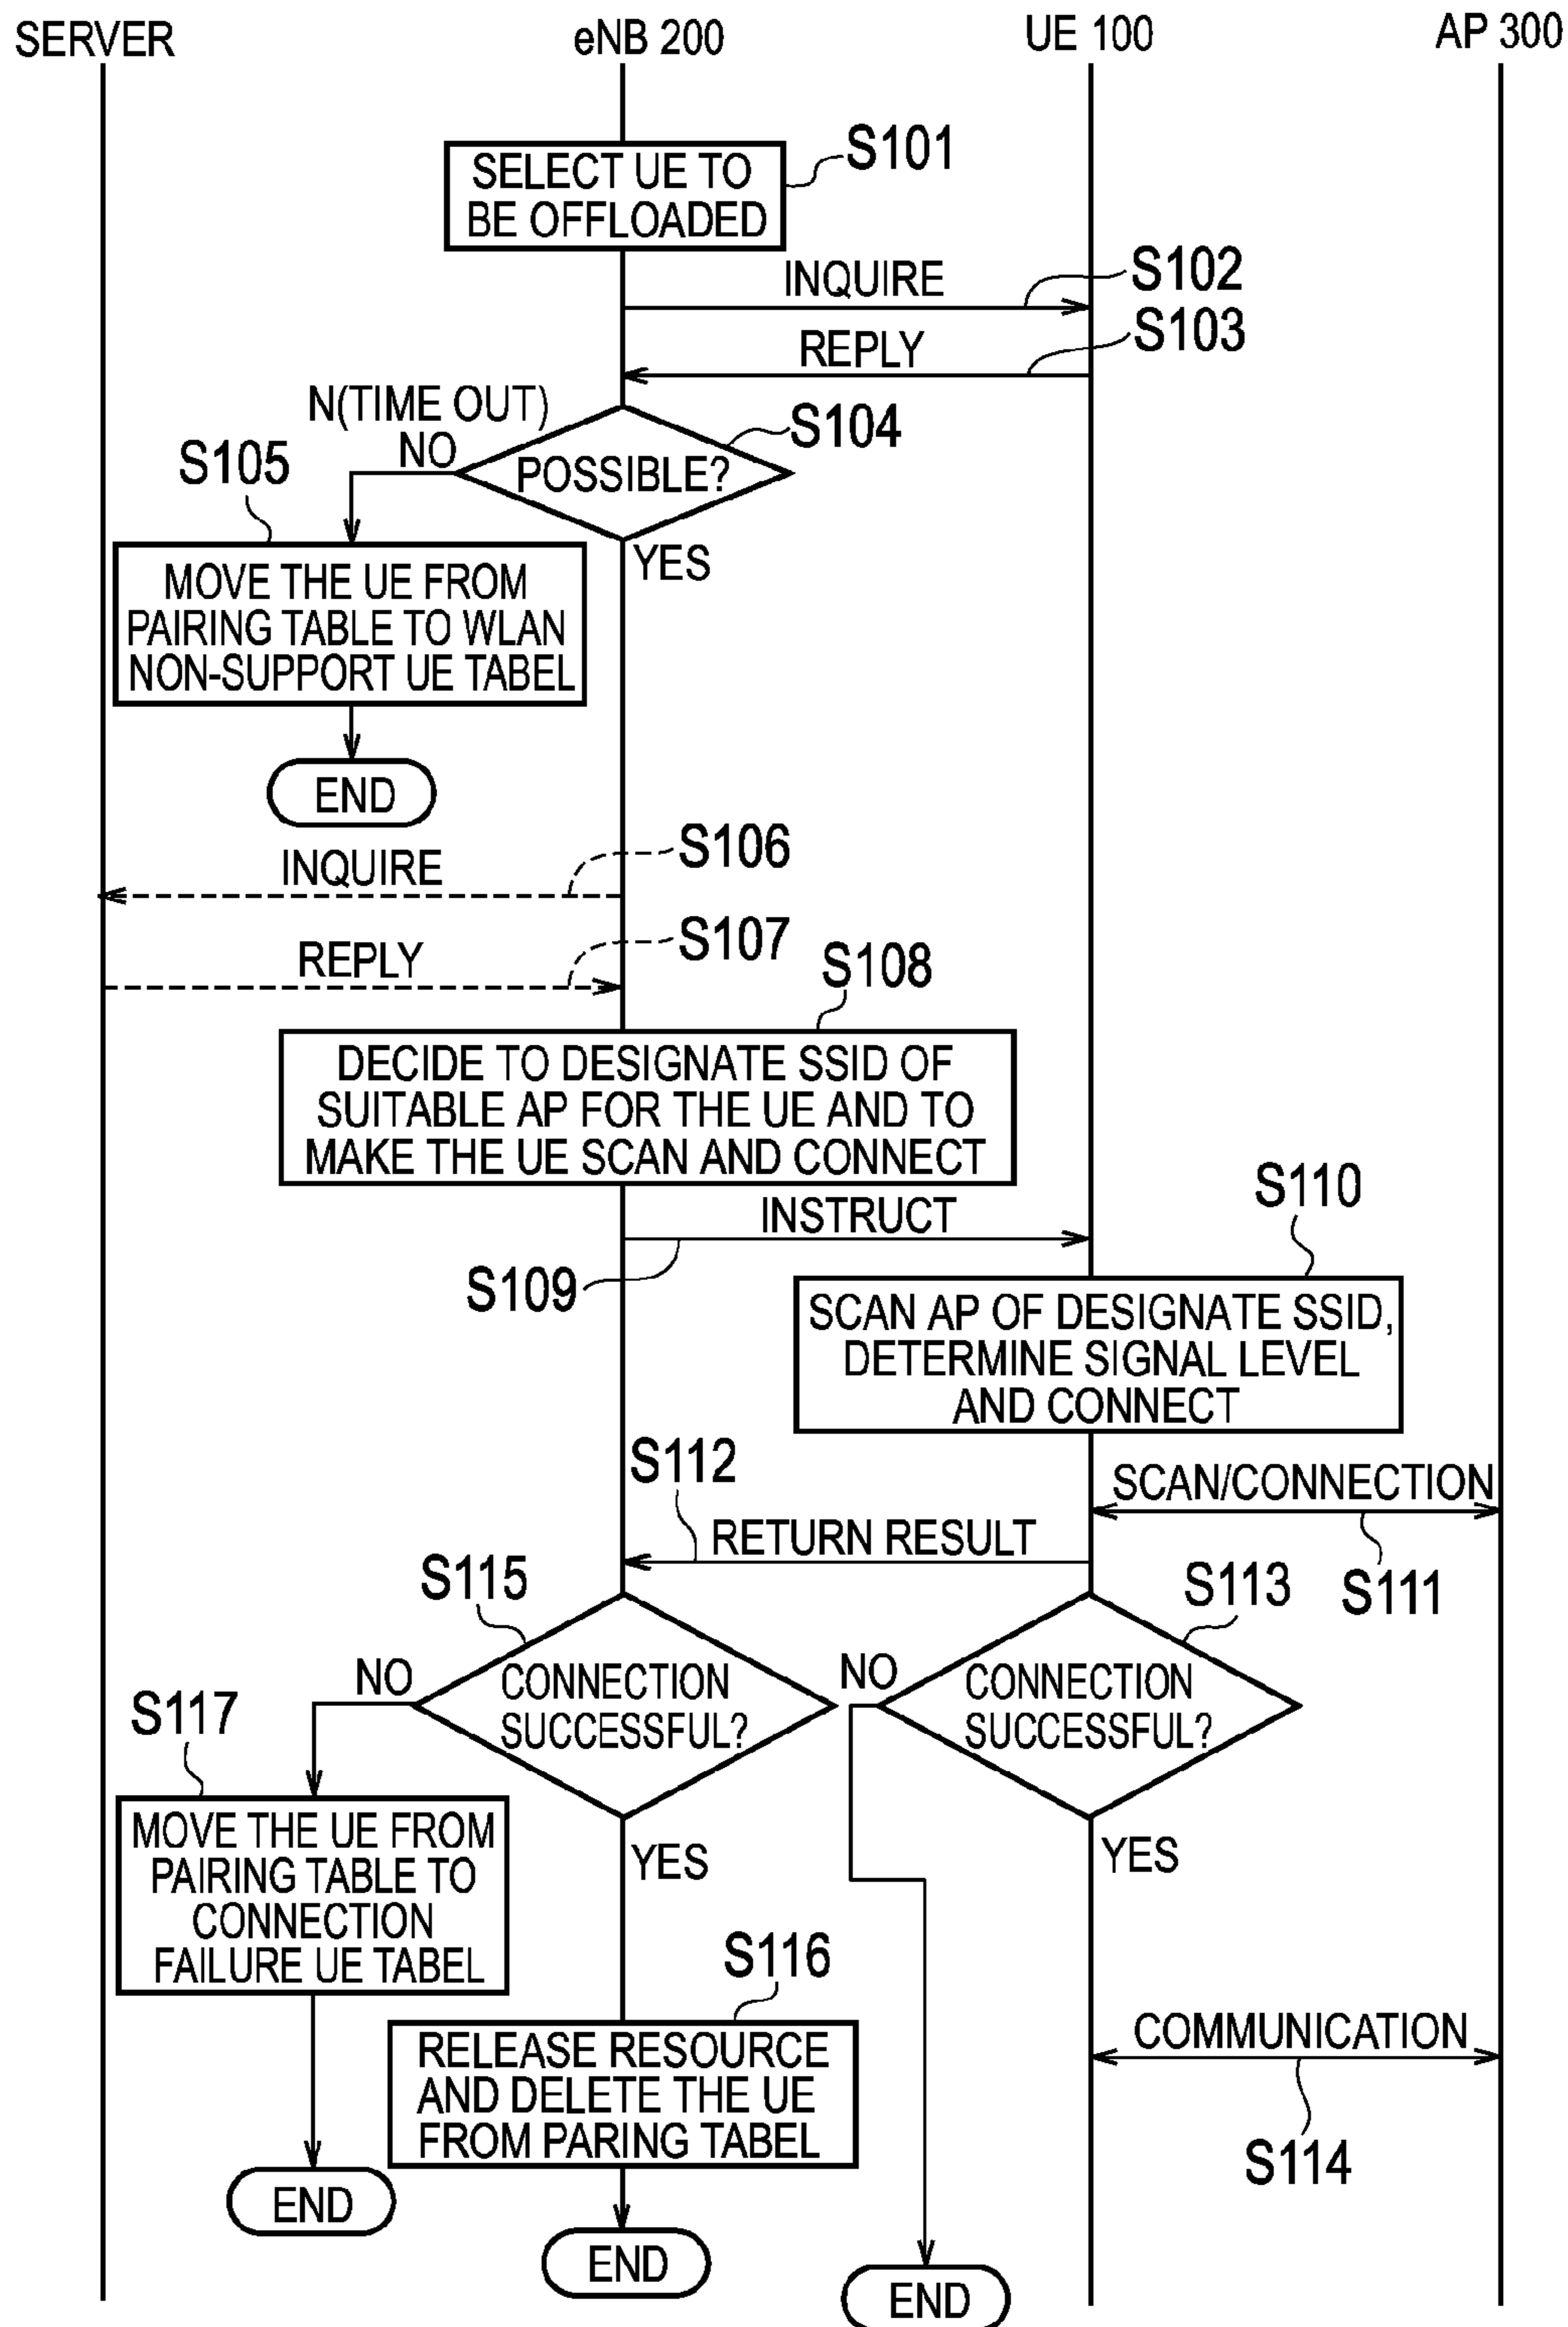 SERVER
eNB 200
UE 100
AP 300
SELECT UE TO
BE OFFLOADED
S101
INQUIRE
S102
REPLY
S103
N(TIME OUT)
NO
POSSIBLE?
S104
YES
S105
MOVE THE UE FROM
PAIRING TABLE TO WLAN
NON-SUPPORT UE TABEL
END
INQUIRE
S106
REPLY
S107
S108
DECIDE TO DESIGNATE SSID OF
SUITABLE AP FOR THE UE AND TO
MAKE THE UE SCAN AND CONNECT
INSTRUCT
S109
S110
SCAN AP OF DESIGNATE SSID,
DETERMINE SIGNAL LEVEL
AND CONNECT
SCAN/CONNECTION
S111
S112
RETURN RESULT
S115
S113
NO
CONNECTION
SUCCESSFUL?
NO
CONNECTION
SUCCESSFUL?
S117
YES
YES
MOVE THE UE FROM
PAIRING TABLE TO
CONNECTION
FAILURE UE TABEL
S116
RELEASE RESOURCE
AND DELETE THE UE
FROM PARING TABEL
COMMUNICATION
S114
END
END
END